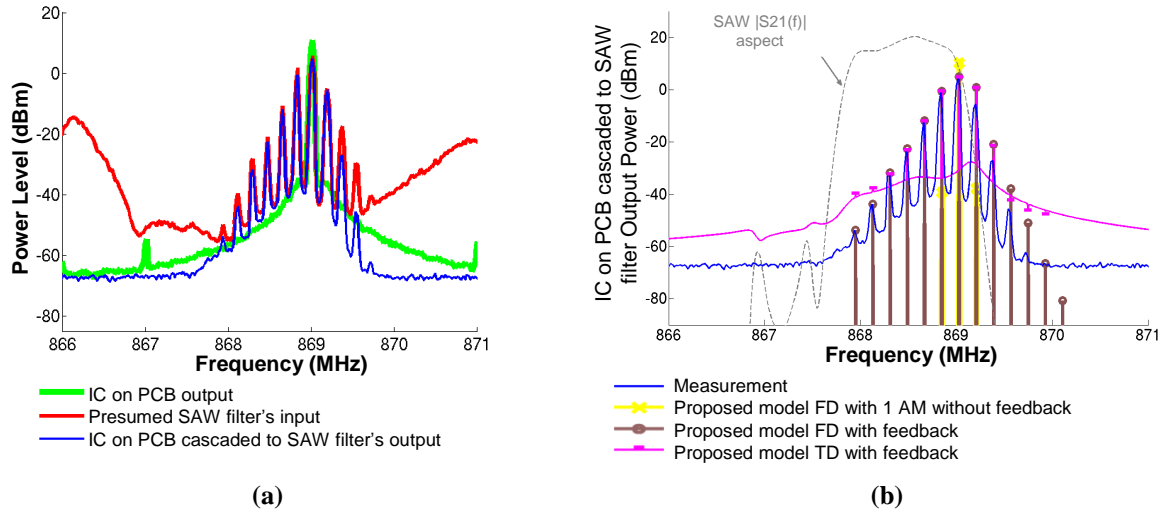 20
0
-20
-40
-60
-80
Power Level (dBm)
866 867 868 869 870 871
Frequency (MHz)
IC on PCB output
Presumed SAW filter's input
IC on PCB cascaded to SAW filter's output
(a)
IC on PCB cascaded to SAW
filter Output Power (dBm)
20
0
-20
-40
-60
-80
SAW |S21(f)|
aspect
866 867 868 869 870 871
Frequency (MHz)
Measurement
Proposed model FD with 1 AM without feedback
Proposed model FD with feedback
Proposed model TD with feedback
(b)